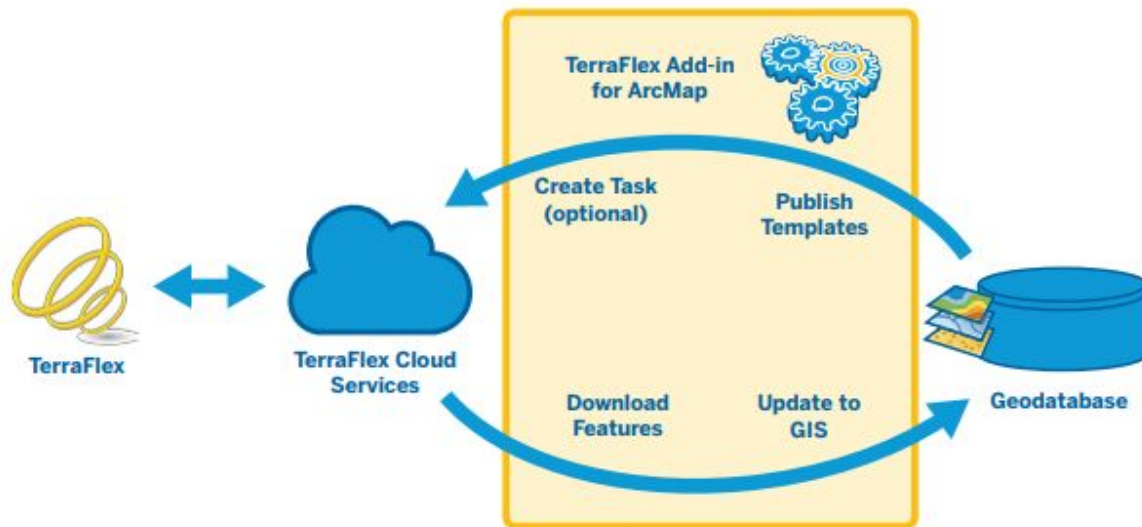 TerraFlex Add-in
for ArcMap
Create Task
(optional)
Publish
Templates
TerraFlex
TerraFlex Cloud
Services
Geodatabase
Download
Features
Update to
GIS